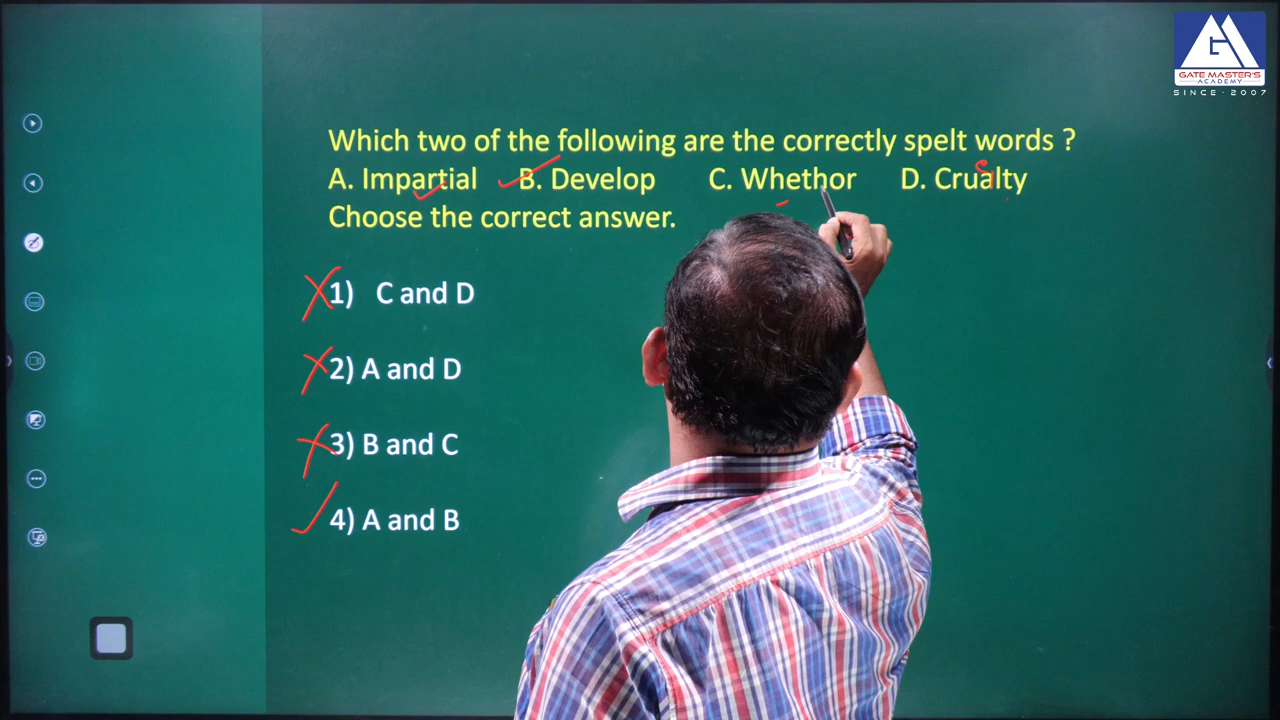 GATE MASTER'S
ACADEMY
SINCE - 2007
Which two of the following are the correctly spelt words ?
A. Impartial B. Develop C. Whethor D. Crualty
e
Choose the correct answer.
1) C and D
2) A and D
3) B and C
4) A and B